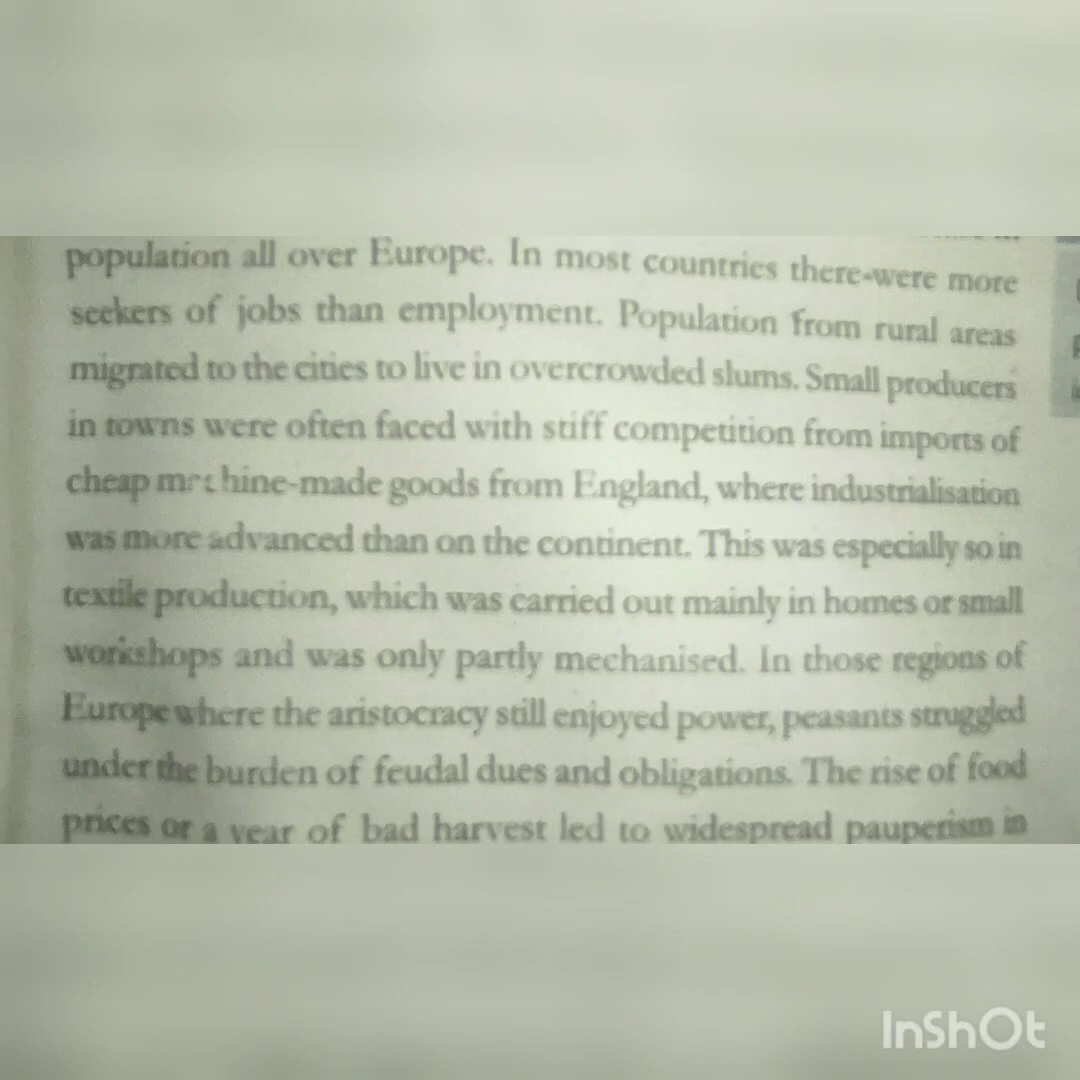 population all over Europe. In most countries there-were more
seekers of jobs than employment. Population from rural areas
migrated to the cities to live in overcrowded slums. Small producers
in towns were often faced with stiff competition from imports of
cheap machine-made goods from England, where industrialisation
was more advanced than on the continent. This was especially so in
textile production, which was carried out mainly in homes or small
workshops and was only partly mechanised. In those regions of
Europe where the aristocracy still enjoyed power, peasants struggled
under the burden of feudal dues and obligations. The rise of food
prices or a year of bad harvest led to widespread pauperism in
InShOt